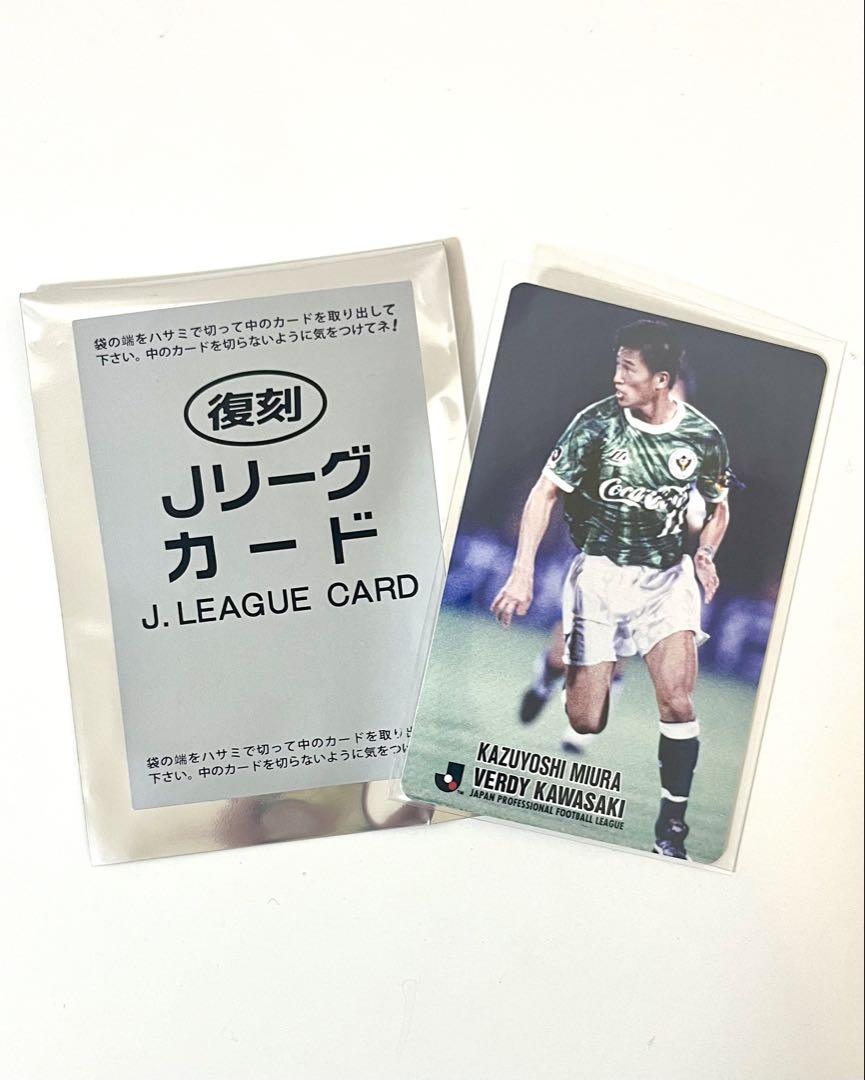 袋の端をハサミで切って中のカードを取り出して
下さい。中のカードを切らないように気をつけてネ!
復刻
Jリーグ
カード
J. LEAGUE CARD
袋の端をハサミで切って中のカードを取り
下さい。中のカードを切らないように気をつけ
Coca-Cola
11
KAZUYOSHI MIURA
VERDY KAWASAKI
JAPAN PROFESSIONAL FOOTBALL LEAGUE
TM